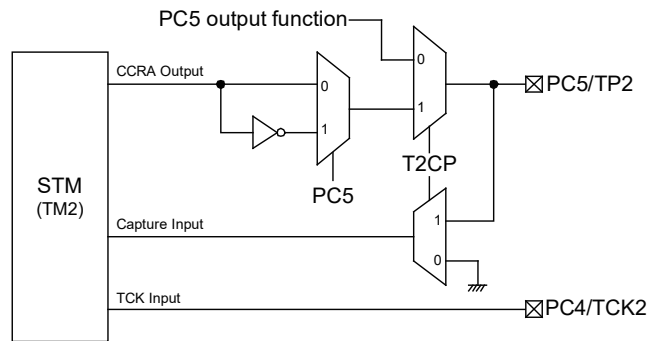 PC5 output function
CCRA Output
0
1
0
1
PC5/TP2
STM
(TM2)
PC5
T2CP
Capture Input
1
0
TCK Input
PC4/TCK2